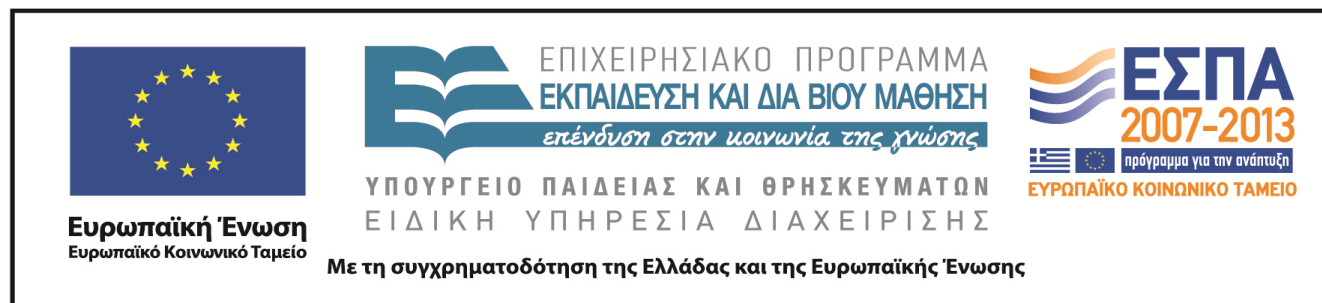 Ευρωπαϊκή Ένωση
Ευρωπαϊκό Κοινωνικό Ταμείο
ΕΠΙΧΕΙΡΗΣΙΑΚΟ ΠΡΟΓΡΑΜΜΑ
ΕΚΠΑΙΔΕΥΣΗ ΚΑΙ ΔΙΑ ΒΙΟΥ ΜΑΘΗΣΗ
επένδυση στην κοινωνία της γνώσης
ΥΠΟΥΡΓΕΙΟ ΠΑΙΔΕΙΑΣ ΚΑΙ ΘΡΗΣΚΕΥΜΑΤΩΝ
ΕΙΔΙΚΗ ΥΠΗΡΕΣΙΑ ΔΙΑΧΕΙΡΙΣΗΣ
ΕΣΠΑ
2007-2013
πρόγραμμα για την ανάπτυξη
ΕΥΡΩΠΑΪΚΟ ΚΟΙΝΩΝΙΚΟ ΤΑΜΕΙΟ
Με τη συγχρηματοδότηση της Ελλάδας και της Ευρωπαϊκής Ένωσης